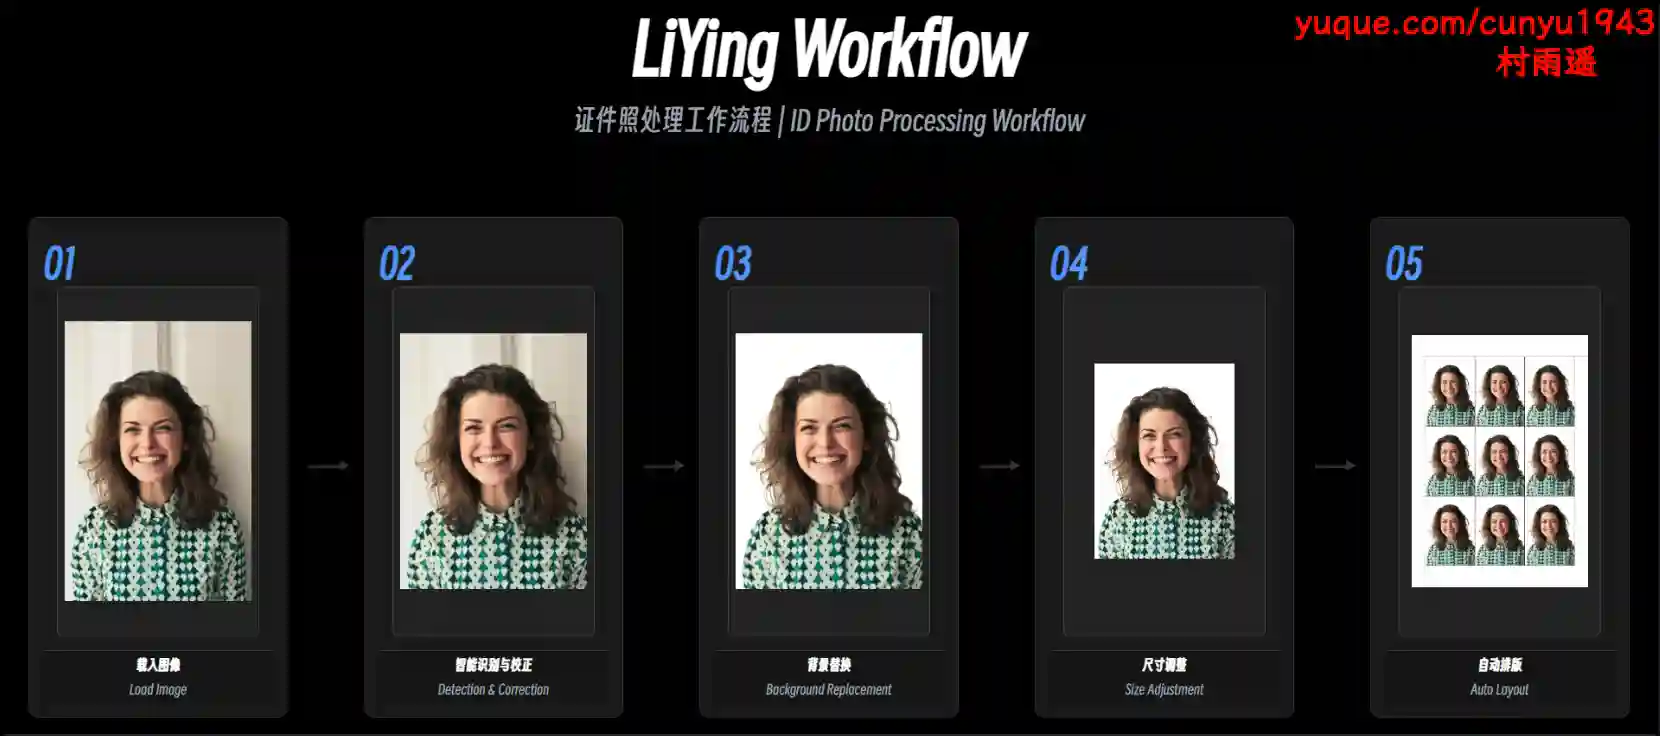 LiYing Workflow
yuque.com/cunyu1943
村雨遥
证件照处理工作流程 | ID Photo Processing Workflow
01
02
03
04
05
载入图像
Load Image
智能识别与校正
Detection & Correction
背景替换
Background Replacement
尺寸调整
Size Adjustment
自动排版
Auto Layout